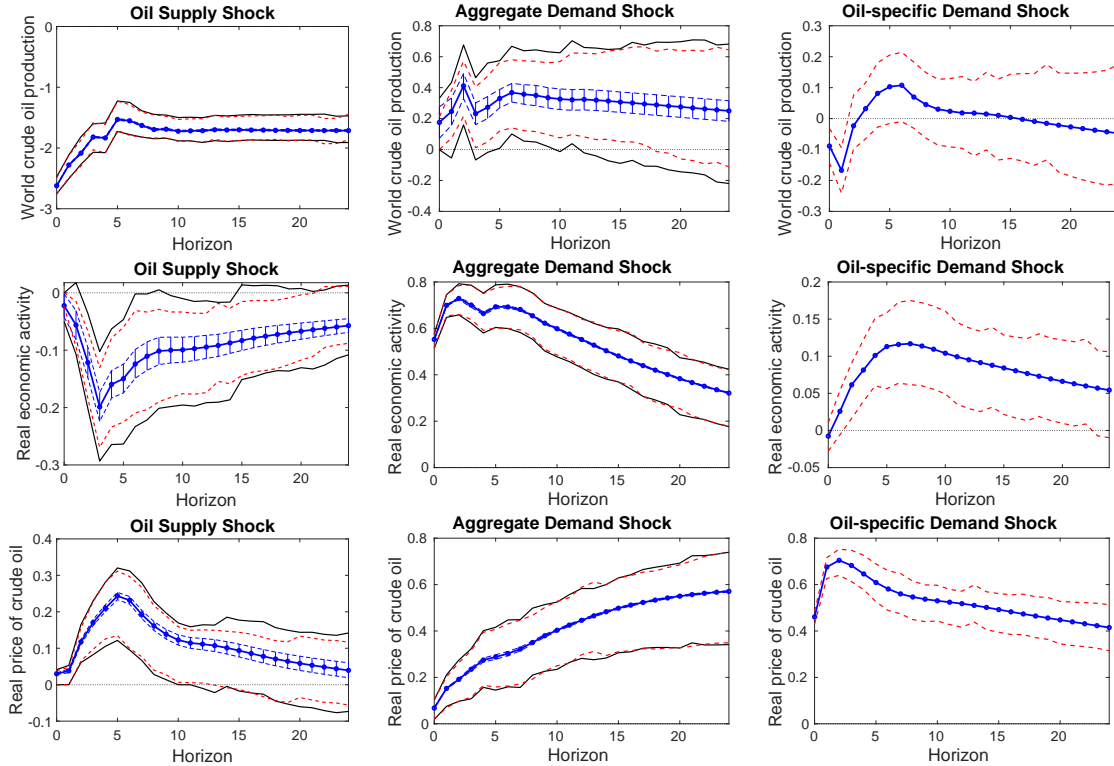 Oil Supply Shock
Aggregate Demand Shock
Oil-specific Demand Shock
World crude oil production
0
-1
-2
-3
0 5 10 15 20
Horizon
World crude oil production
0.8
0.6
0.4
0.2
0
-0.2
-0.4
0 5 10 15 20
Horizon
World crude oil production
0.3
0.2
0.1
0
-0.1
-0.2
-0.3
0 5 10 15 20
Horizon
Oil Supply Shock
Aggregate Demand Shock
Oil-specific Demand Shock
Real economic activity
0
-0.1
-0.2
-0.3
0 5 10 15 20
Horizon
Real economic activity
0.8
0.6
0.4
0.2
0
0 5 10 15 20
Horizon
Real economic activity
0.2
0.15
0.1
0.05
0
-0.05
0 5 10 15 20
Horizon
Oil Supply Shock
Aggregate Demand Shock
Oil-specific Demand Shock
Real price of crude oil
0.4
0.3
0.2
0.1
0
-0.1
0 5 10 15 20
Horizon
Real price of crude oil
0.8
0.6
0.4
0.2
0
0 5 10 15 20
Horizon
Real price of crude oil
0.8
0.6
0.4
0.2
0
0 5 10 15 20
Horizon